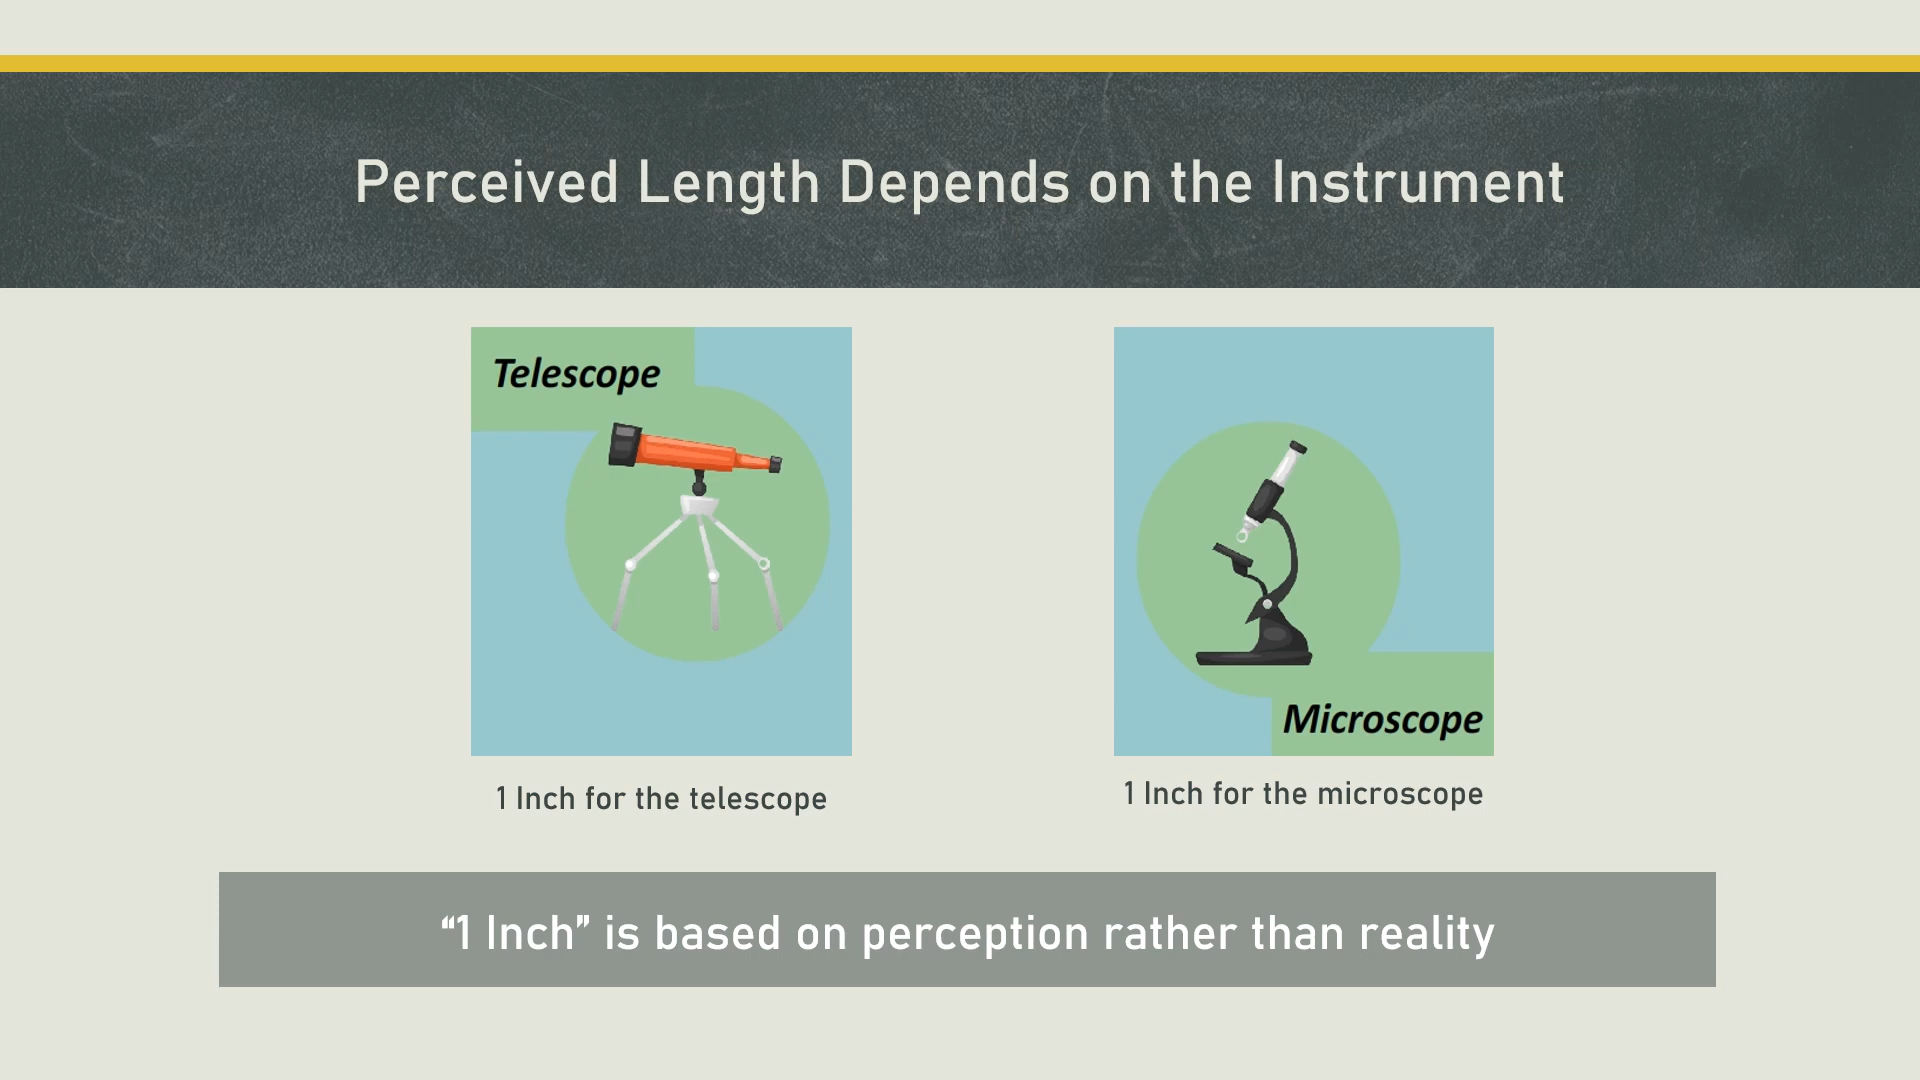 Perceived Length Depends on the Instrument
Telescope
Microscope
1 Inch for the telescope
1 Inch for the microscope
“1 Inch” is based on perception rather than reality